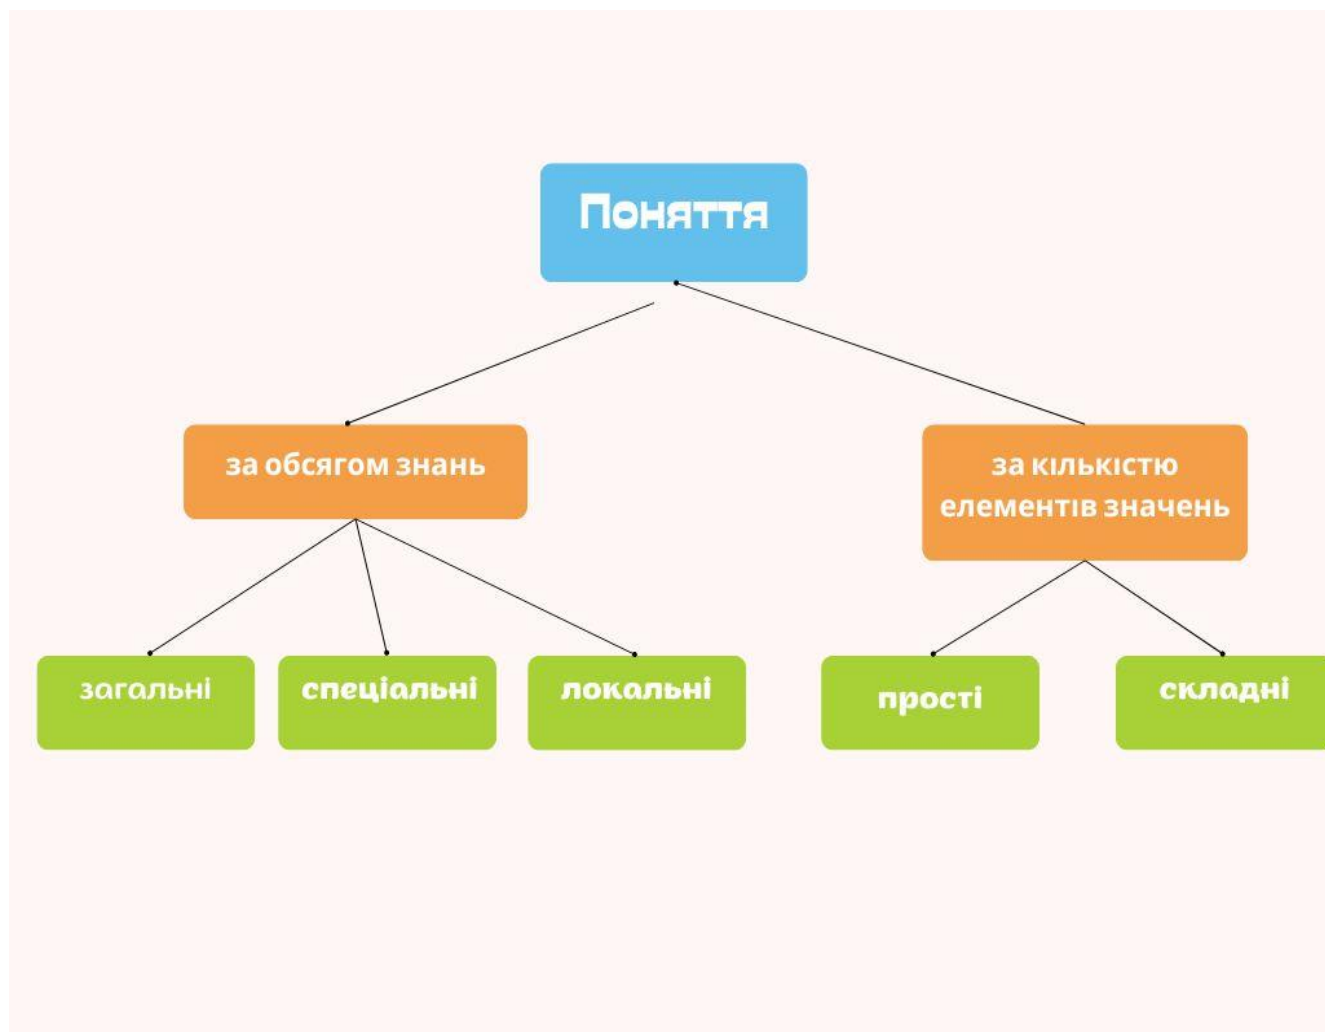 Поняття
за обсягом знань
за кількістю
елементів значень
загальні
спеціальні
локальні
прості
складні